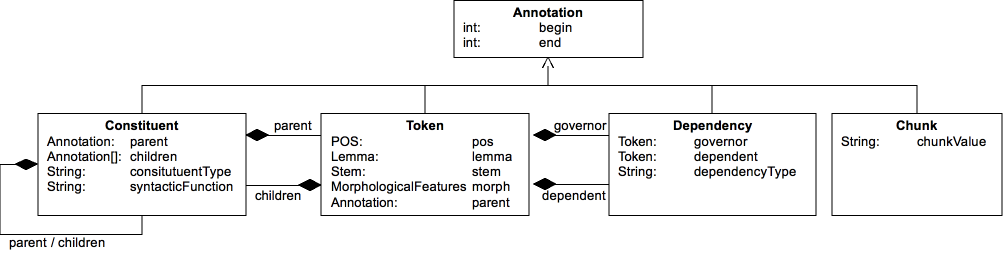 Annotation
int: begin
int: end
Constituent
Annotation: parent
Annotation[]: children
String: consitutuentType
String: syntacticFunction
parent / children
parent
children
Token
POS: pos
Lemma: lemma
Stem: stem
MorphologicalFeatures morph
Annotation: parent
governor
dependent
Dependency
Token: governor
Token: dependent
String: dependencyType
Chunk
String: chunkValue